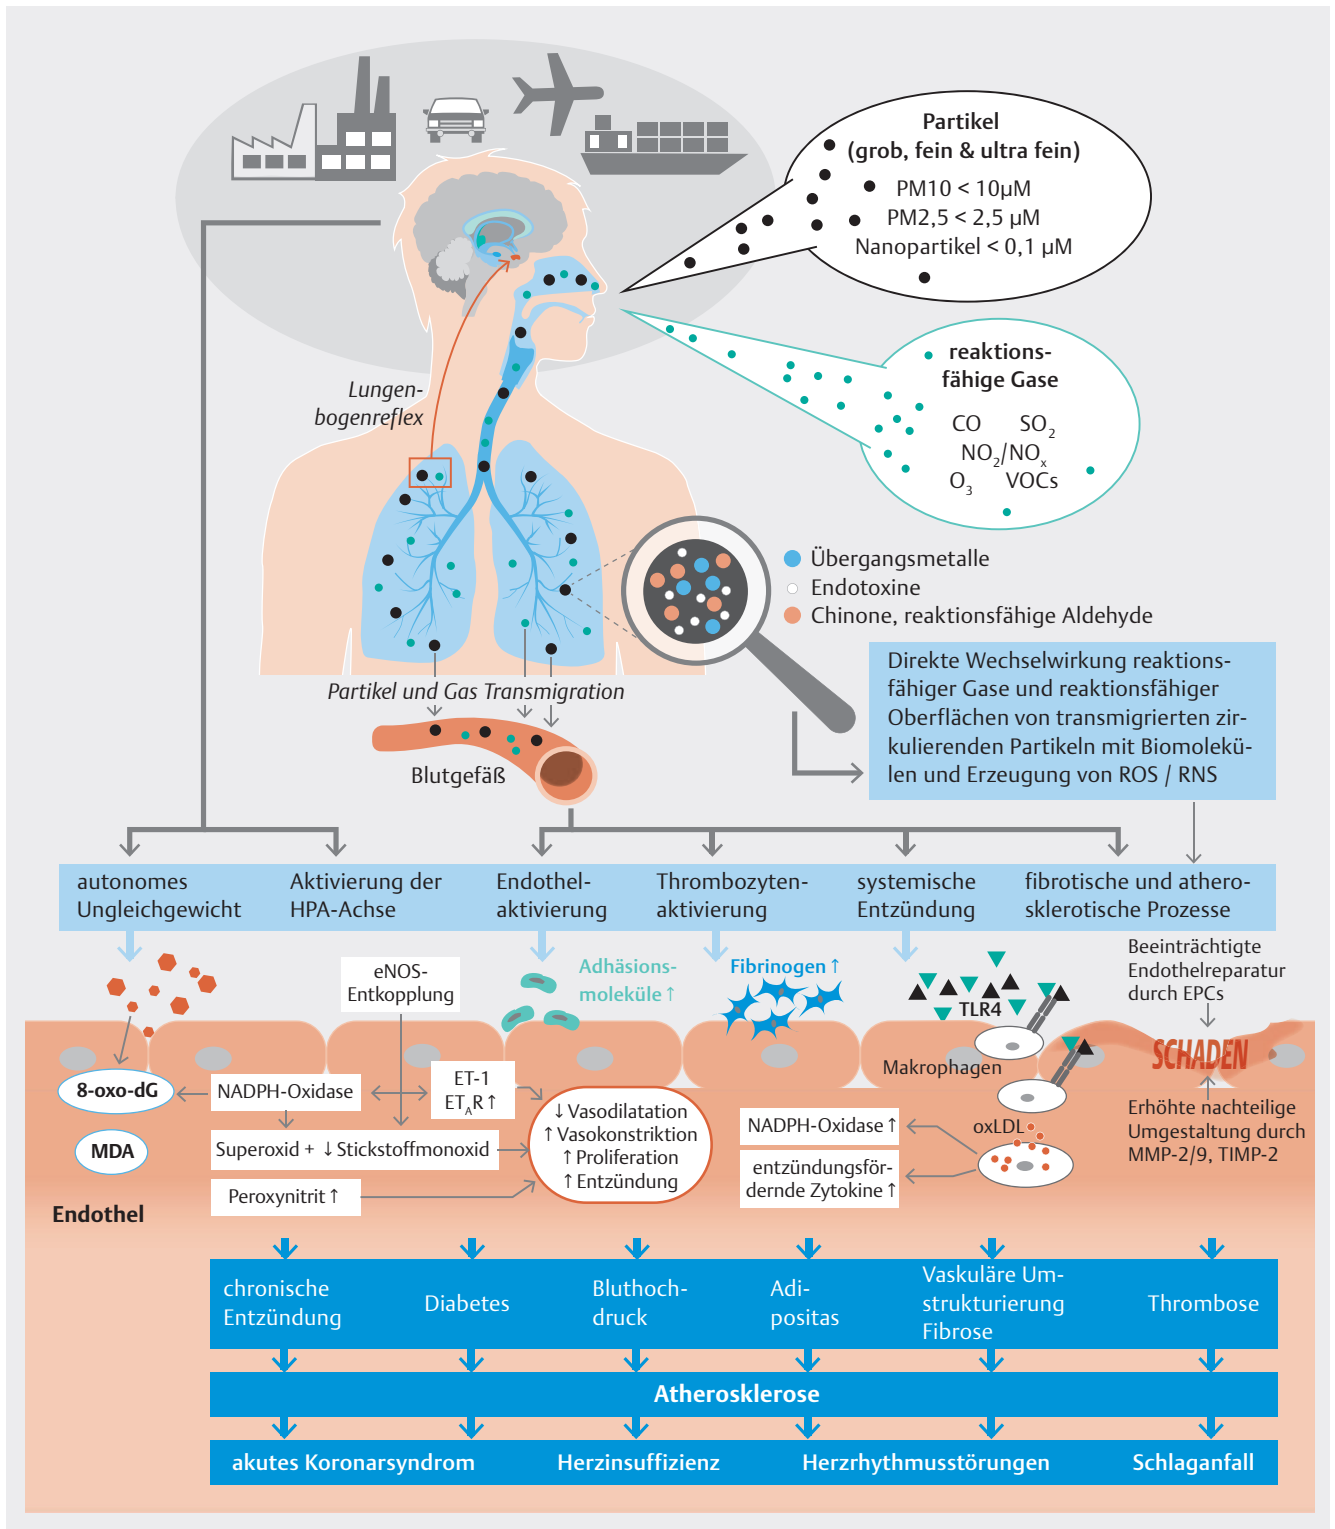 Partikel
(grob, fein & ultra fein)
PM10 < 10µM
PM2,5 < 2,5 µM
Nanopartikel < 0,1 µM
reaktions-
fähige Gase
CO SO2
NO2/NOx
O3 VOCs
Lungen-
bogenreflex
Übergangsmetalle
Endotoxine
Chinone, reaktionsfähige Aldehyde
Direkte Wechselwirkung reaktions-
fähiger Gase und reaktionsfähiger
Oberflächen von transmigrierten zir-
kulierenden Partikeln mit Biomolekü-
len und Erzeugung von ROS / RNS
Partikel und Gas Transmigration
Blutgefäß
autonomes
Ungleichgewicht
Aktivierung der
HPA-Achse
Endothel-
aktivierung
Thrombozyten-
aktivierung
systemische
Entzündung
fibrotische und athero-
sklerotische Prozesse
eNOS-
Entkopplung
Adhäsions-
moleküle ↑
Fibrinogen ↑
TLR4
Beeinträchtigte
Endothelreparatur
durch EPCs
SCHADEN
Makrophagen
8-oxo-dG
NADPH-Oxidase
ET-1
ETAR ↑
MDA
Superoxid + ↓ Stickstoffmonoxid
Peroxynitrit ↑
↓ Vasodilatation
↑ Vasokonstriktion
↑ Proliferation
↑ Entzündung
NADPH-Oxidase ↑
entzündungsför-
dernde Zytokine ↑
oxLDL
Erhöhte nachteilige
Umgestaltung durch
MMP-2/9, TIMP-2
Endothel
chronische
Entzündung
Diabetes
Bluthoch-
druck
Adi-
positas
Vaskuläre Um-
strukturierung
Fibrose
Thrombose
Atherosklerose
akutes Koronarsyndrom
Herzinsuffizienz
Herzrhythmusstörungen
Schlaganfall